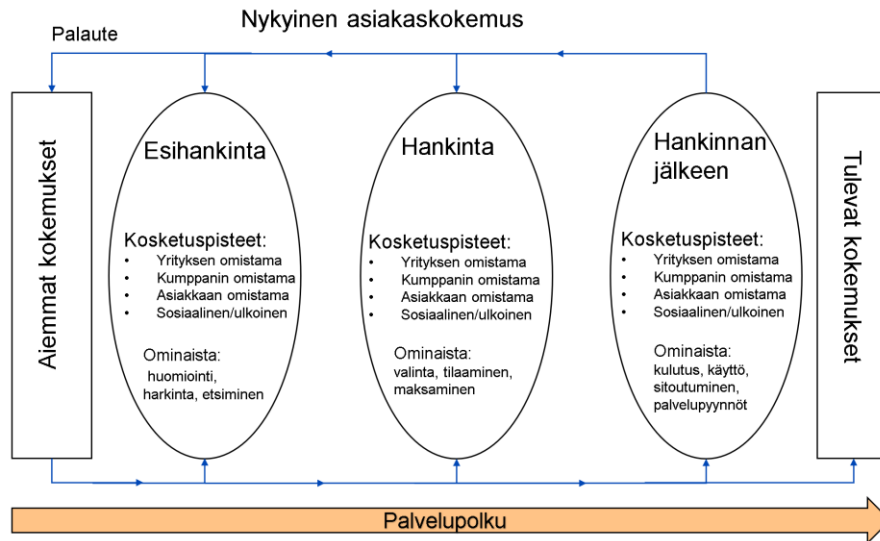 Nykyinen asiakaskokemus
Palaute
Aiemmat kokemukset
Esihankinta
Kosketuspisteet:
• Yrityksen omistama
• Kumppanin omistama
• Asiakkaan omistama
• Sosiaalinen/ulkoinen
Ominaista:
huomiointi,
harkinta, etsiminen
Hankinta
Kosketuspisteet:
• Yrityksen omistama
• Kumppanin omistama
• Asiakkaan omistama
• Sosiaalinen/ulkoinen
Ominaista:
valinta, tilaaminen,
maksaminen
Hankinnan
jälkeen
Kosketuspisteet:
• Yrityksen omistama
• Kumppanin omistama
• Asiakkaan omistama
• Sosiaalinen/ulkoinen
Ominaista:
kulutus, käyttö,
sitoutuminen,
palvelupyynnöt
Tulevat kokemukset
Palvelupolku